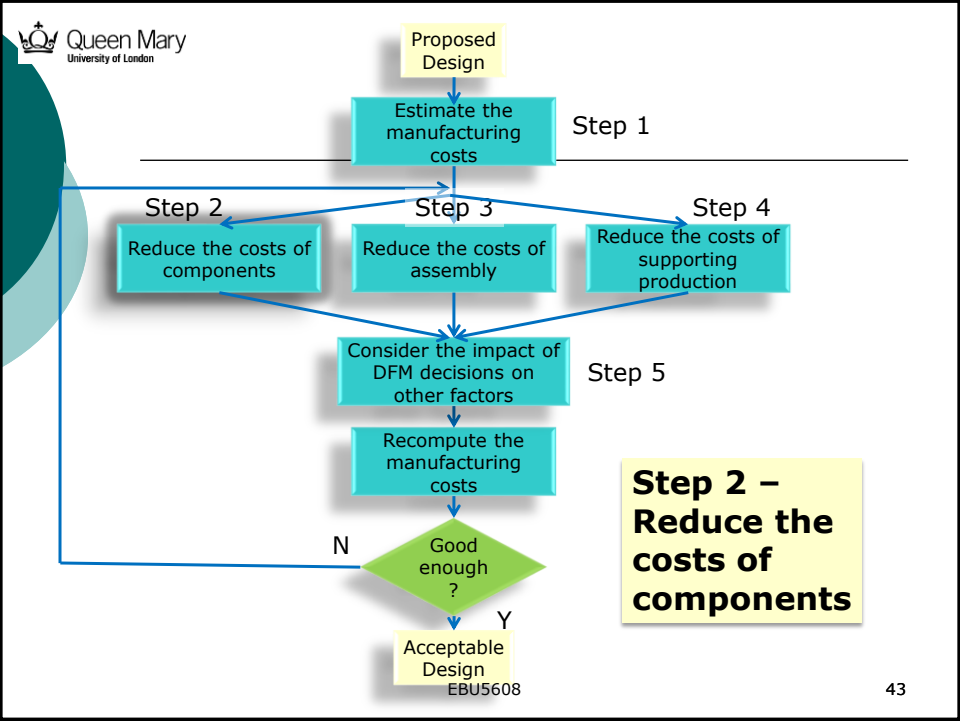 Queen Mary
University of London
Proposed
Design
Estimate the
manufacturing
costs
Step 1
Step 2
Step 3
Step 4
Reduce the costs of
components
Reduce the costs of
assembly
Reduce the costs of
supporting
production
Consider the impact of
DFM decisions on
other factors
Step 5
Recompute the
manufacturing
costs
Step 2 –
Reduce the
costs of
components
N
Good
enough
?
Y
Acceptable
Design
EBU5608
43